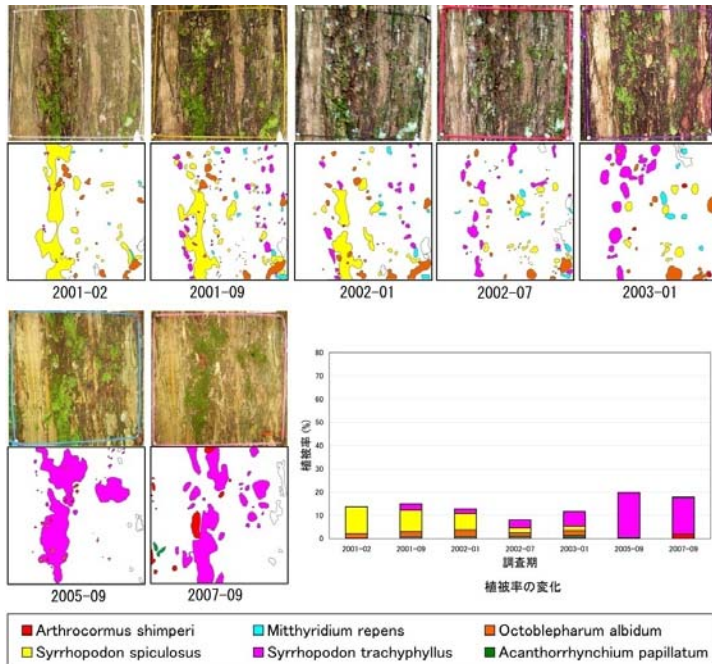 2001-02
2001-09
2002-01
2002-07
2003-01
2005-09
2007-09
植被率(%)
80
70
60
50
40
30
20
10
0
2001-02
2001-09
2002-01
2002-07
2003-01
2005-09
2007-09
調査期
植被率の変化
Arthrocormus shimperi
Mitthyridium repens
Octoblepharum albidum
Syrrhopodon spiculosus
Syrrhopodon trachyphyllus
Acanthorrhynchium papillatum